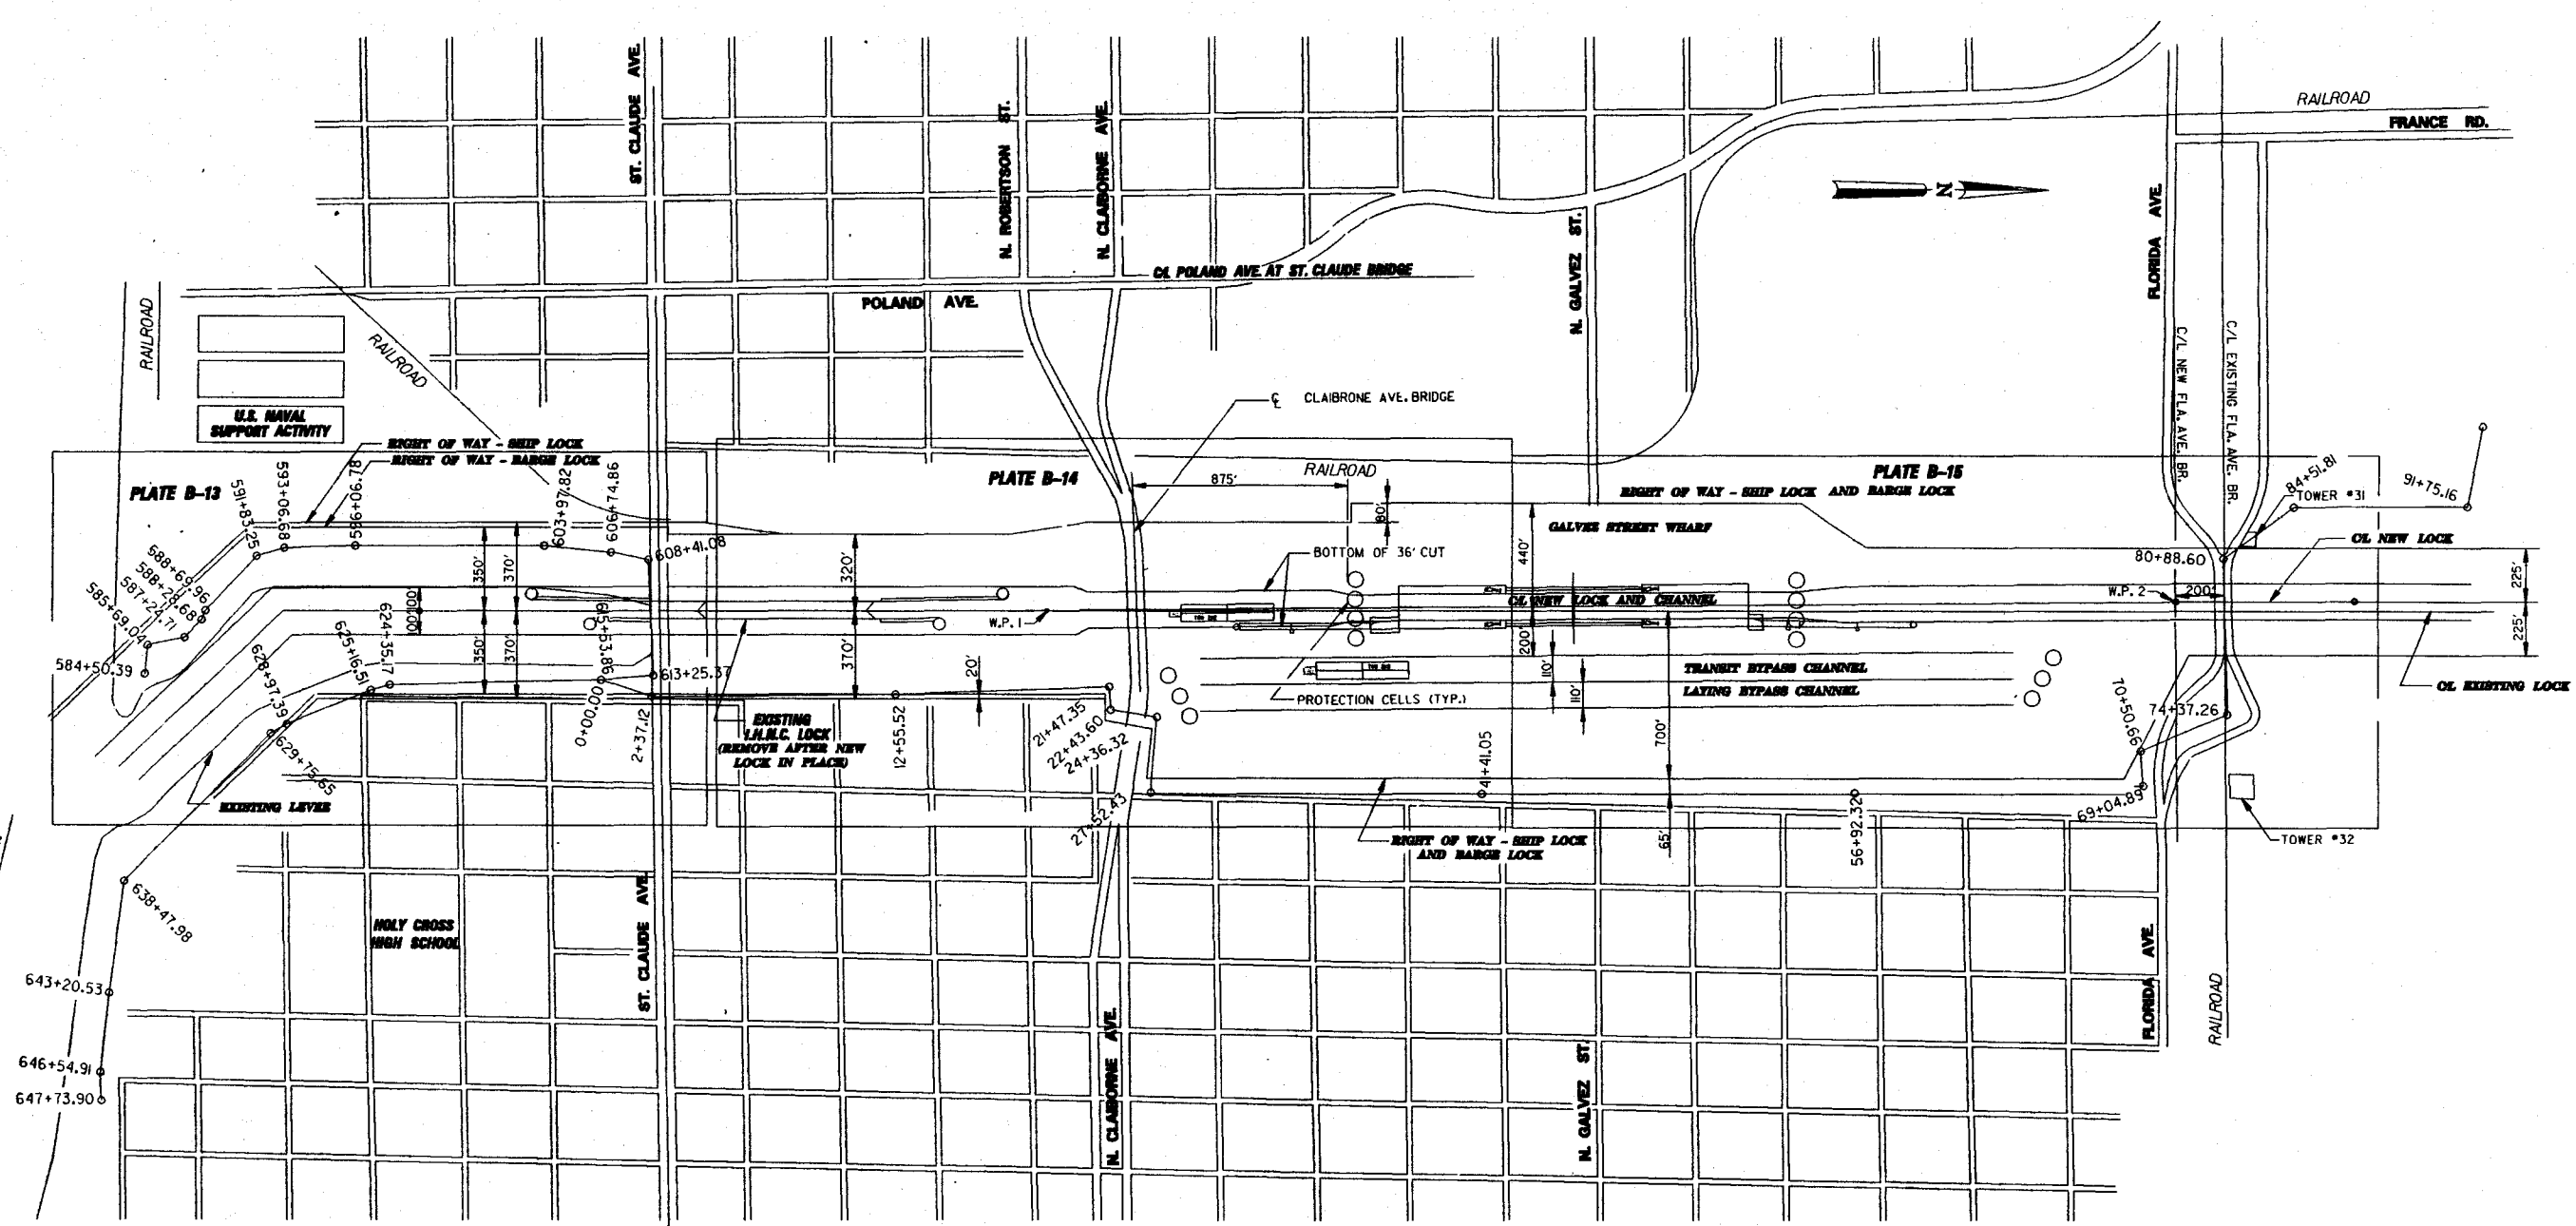 ST. CLAUDE AVE.
N. ROBERTSON ST.
N. CLAIBORNE AVE.
RAILROAD
FRANCE RD.
N
N. GALVEZ ST.
FLORIDA AVE.
C/L POLAND AVE. AT ST. CLAUDE BRIDGE
POLAND AVE.
RAILROAD
RAILROAD
C/L NEW FLA. AVE. BR.
C/L EXISTING FLA. AVE. BR.
U.S. NAVAL
SUPPORT ACTIVITY
CLAIBRONE AVE. BRIDGE
RIGHT OF WAY - SHIP LOCK
RIGHT OF WAY - BARGE LOCK
PLATE B-13
PLATE B-14
PLATE B-15
RAILROAD
875'
80'
RIGHT OF WAY - SHIP LOCK AND BARGE LOCK
GALVEZ STREET WHARF
84+51.81
TOWER #31
91+75.16
C/L NEW LOCK
593+06.68
591+83.25
596+06.78
603+97.82
606+74.86
608+41.08
588+69.96
588+28.68
587+24.71
585+69.04
584+50.39
350'
370'
320'
100'
100'
350'
370'
370'
BOTTOM OF 36' CUT
440'
80+88.60
W.P. 2
200'
225'
225'
C/L NEW LOCK AND CHANNEL
W.P. 1
200'
110'
110'
TRANSIT BYPASS CHANNEL
LAYING BYPASS CHANNEL
PROTECTION CELLS (TYP.)
C/L EXISTING LOCK
624+35.17
625+16.51
628+97.39
629+75.65
615+53.86
0+00.00
613+25.37
2+37.12
20'
EXISTING
I.H.N.C. LOCK
(REMOVE AFTER NEW
LOCK IN PLACE)
12+55.52
21+47.35
22+43.60
24+36.32
27+52.43
41+41.05
700'
65'
56+92.32
70+50.66
74+37.26
69+04.89
EXISTING LEVEE
RIGHT OF WAY - SHIP LOCK
AND BARGE LOCK
TOWER #32
638+47.98
HOLY CROSS
HIGH SCHOOL
ST. CLAUDE AVE.
643+20.53
646+54.91
647+73.90
N. CLAIBORNE AVE.
N. GALVEZ ST.
FLORIDA AVE.
RAILROAD